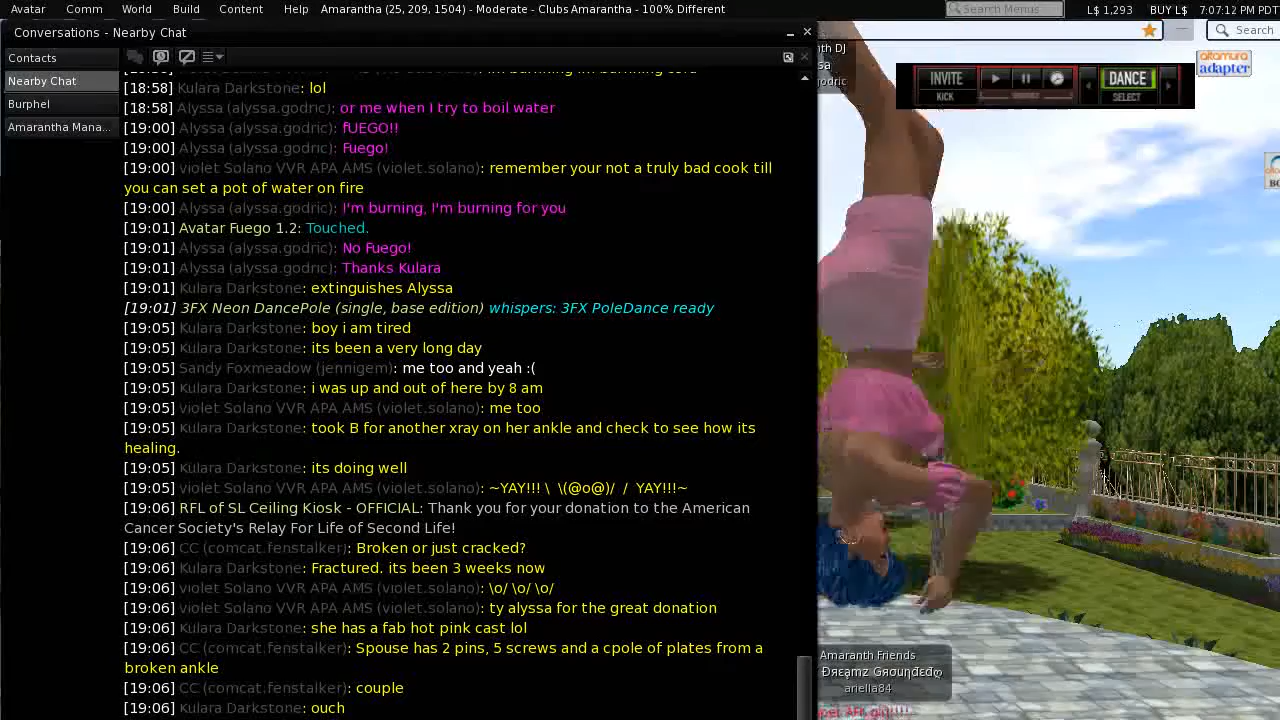 Avatar Comm World Build Content Help Amarantha (25, 209, 1504) - Moderate - Clubs Amarantha - 100% Different Search Menus L$ 1,293 BUY L$ 7:07:12 PM PDT
Conversations - Nearby Chat
Search
Contacts
Nearby Chat
Burphel
Amarantha Mana...
INVITE
KICK
DANCE
SELECT
altamura
adapter
[18:58] Kulara Darkstone: lol
[18:58] Alyssa (alyssa.godric): or me when I try to boil water
[19:00] Alyssa (alyssa.godric): fUEGO!!
[19:00] Alyssa (alyssa.godric): Fuego!
[19:00] violet Solano VVR APA AMS (violet.solano): remember your not a truly bad cook till
you can set a pot of water on fire
[19:00] Alyssa (alyssa.godric): I'm burning, I'm burning for you
[19:01] Avatar Fuego 1.2: Touched.
[19:01] Alyssa (alyssa.godric): No Fuego!
[19:01] Alyssa (alyssa.godric): Thanks Kulara
[19:01] Kulara Darkstone: extinguishes Alyssa
[19:01] 3FX Neon DancePole (single, base edition) whispers: 3FX PoleDance ready
[19:05] Kulara Darkstone: boy i am tired
[19:05] Kulara Darkstone: its been a very long day
[19:05] Sandy Foxmeadow (jennigem): me too and yeah :(
[19:05] Kulara Darkstone: i was up and out of here by 8 am
[19:05] violet Solano VVR APA AMS (violet.solano): me too
[19:05] Kulara Darkstone: took B for another xray on her ankle and check to see how its
healing.
[19:05] Kulara Darkstone: its doing well
[19:05] violet Solano VVR APA AMS (violet.solano): ~YAY!!! \ \(@o@)/ / YAY!!!~
[19:06] RFL of SL Ceiling Kiosk - OFFICIAL: Thank you for your donation to the American
Cancer Society's Relay For Life of Second Life!
[19:06] CC (comcat.fenstalker): Broken or just cracked?
[19:06] Kulara Darkstone: Fractured. its been 3 weeks now
[19:06] violet Solano VVR APA AMS (violet.solano): \o/ \o/ \o/
[19:06] violet Solano VVR APA AMS (violet.solano): ty alyssa for the great donation
[19:06] Kulara Darkstone: she has a fab hot pink cast lol
[19:06] CC (comcat.fenstalker): Spouse has 2 pins, 5 screws and a cpole of plates from a
broken ankle
[19:06] CC (comcat.fenstalker): couple
[19:06] Kulara Darkstone: ouch
Amaranth Friends
ariella84